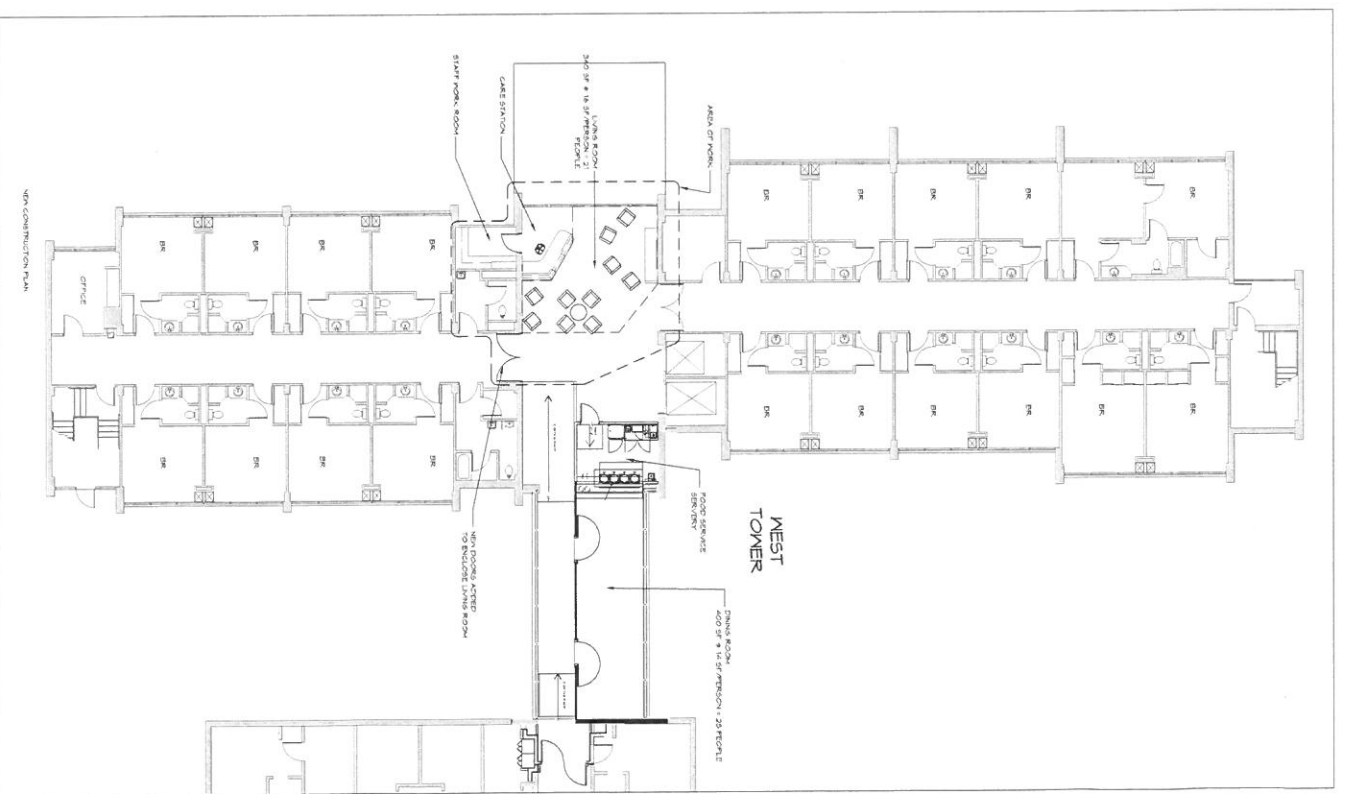 STAFF WORK ROOM
CARE STATION
LIVING ROOM
340 SF @ 16 SF/PERSON = 21
PEOPLE
AREA OF WORK
BR
BR
BR
BR
BR
BR
BR
BR
BR
OFFICE
NEW CONSTRUCTION PLAN
BR
BR
BR
BR
BR
BR
BR
BR
BR
BR
FOOD SERVICE
SERVERY
WEST
TOWER
NEW DOORS ADDED
TO ENCLOSE LIVING ROOM
DINING ROOM
400 SF @ 16 SF/PERSON = 25 PEOPLE